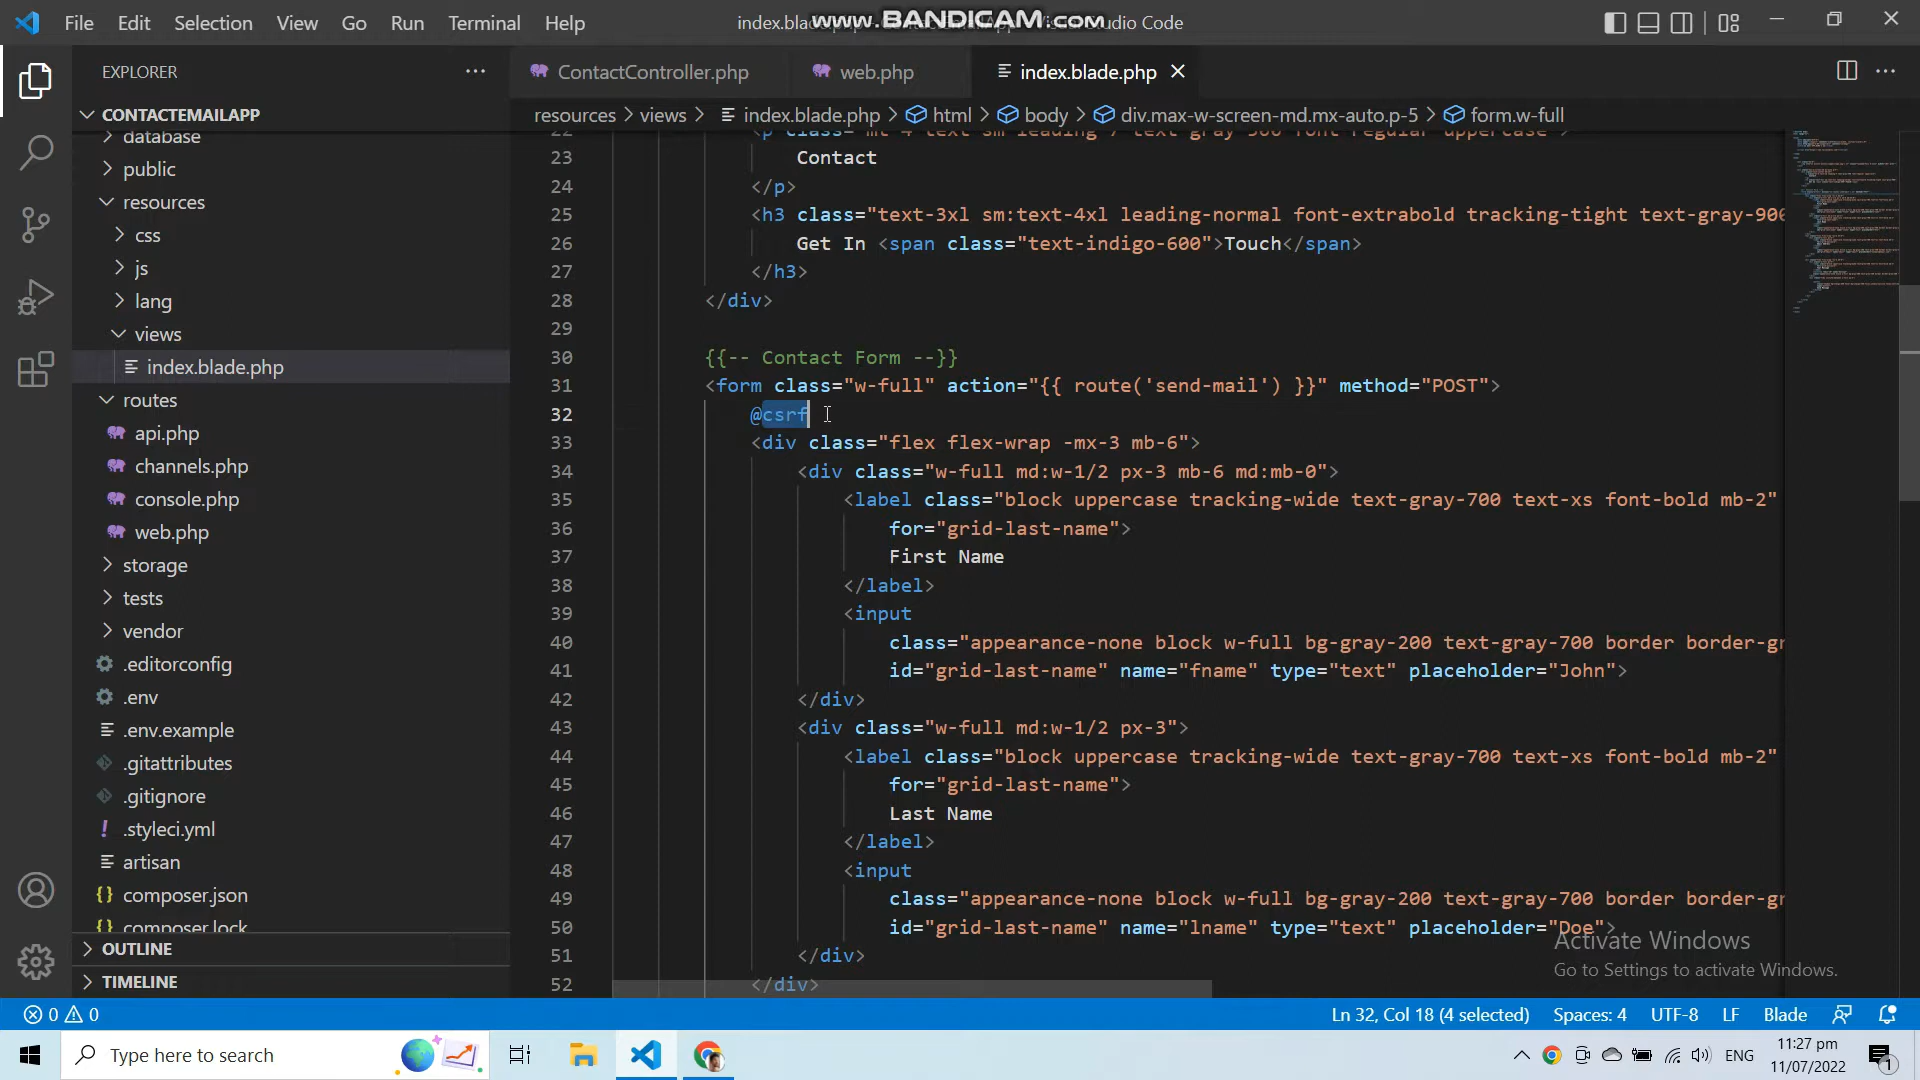 File Edit Selection View Go Run Terminal Help
www.BANDICAM.com
EXPLORER
ContactController.php
web.php
index.blade.php
resources > views > index.blade.php > html > body > div.max-w-screen-md.mx-auto.p-5 > form.w-full
CONTACTEMAILAPP
database
public
resources
css
js
lang
views
index.blade.php
routes
api.php
channels.php
console.php
web.php
storage
tests
vendor
.editorconfig
.env
.env.example
.gitattributes
.gitignore
.styleci.yml
artisan
composer.json
composer.lock
OUTLINE
TIMELINE
23 Contact
24 </p>
25 <h3 class="text-3xl sm:text-4xl leading-normal font-extrabold tracking-tight text-gray-900
26 Get In <span class="text-indigo-600">Touch</span>
27 </h3>
28 </div>
29
30 {{-- Contact Form --}}
31 <form class="w-full" action="{{ route('send-mail') }}" method="POST">
32 @csrf
33 <div class="flex flex-wrap -mx-3 mb-6">
34 <div class="w-full md:w-1/2 px-3 mb-6 md:mb-0">
35 <label class="block uppercase tracking-wide text-gray-700 text-xs font-bold mb-2"
36 for="grid-last-name">
37 First Name
38 </label>
39 <input
40 class="appearance-none block w-full bg-gray-200 text-gray-700 border border-gr
41 id="grid-last-name" name="fname" type="text" placeholder="John">
42 </div>
43 <div class="w-full md:w-1/2 px-3">
44 <label class="block uppercase tracking-wide text-gray-700 text-xs font-bold mb-2"
45 for="grid-last-name">
46 Last Name
47 </label>
48 <input
49 class="appearance-none block w-full bg-gray-200 text-gray-700 border border-gr
50 id="grid-last-name" name="lname" type="text" placeholder="Doe">
51 </div>
52 </div>
Activate Windows
Go to Settings to activate Windows.
0 0
Ln 32, Col 18 (4 selected) Spaces: 4 UTF-8 LF Blade
Type here to search
ENG
11:27 pm
11/07/2022
1